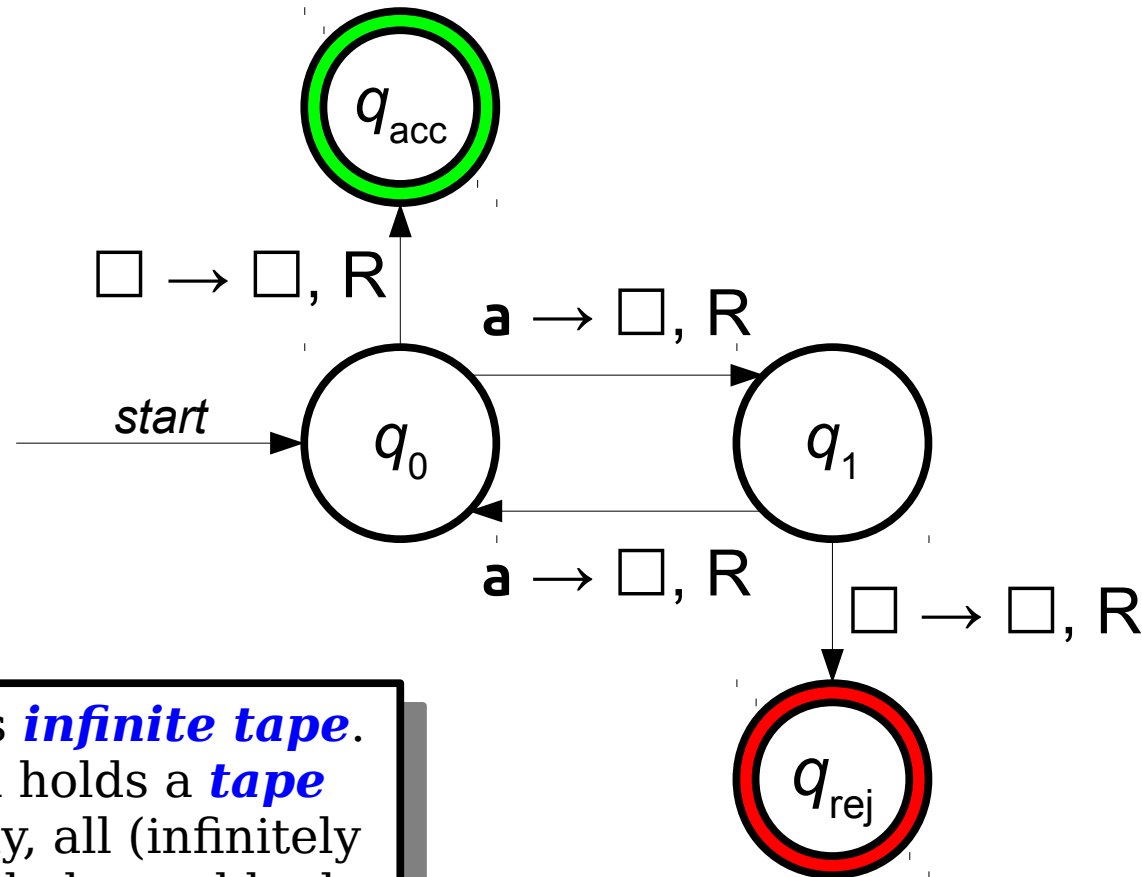 q_acc
□ → □, R
a → □, R
start
q_0
q_1
a → □, R
□ → □, R
infinite tape.
holds a tape
q_rej
all (infinitely